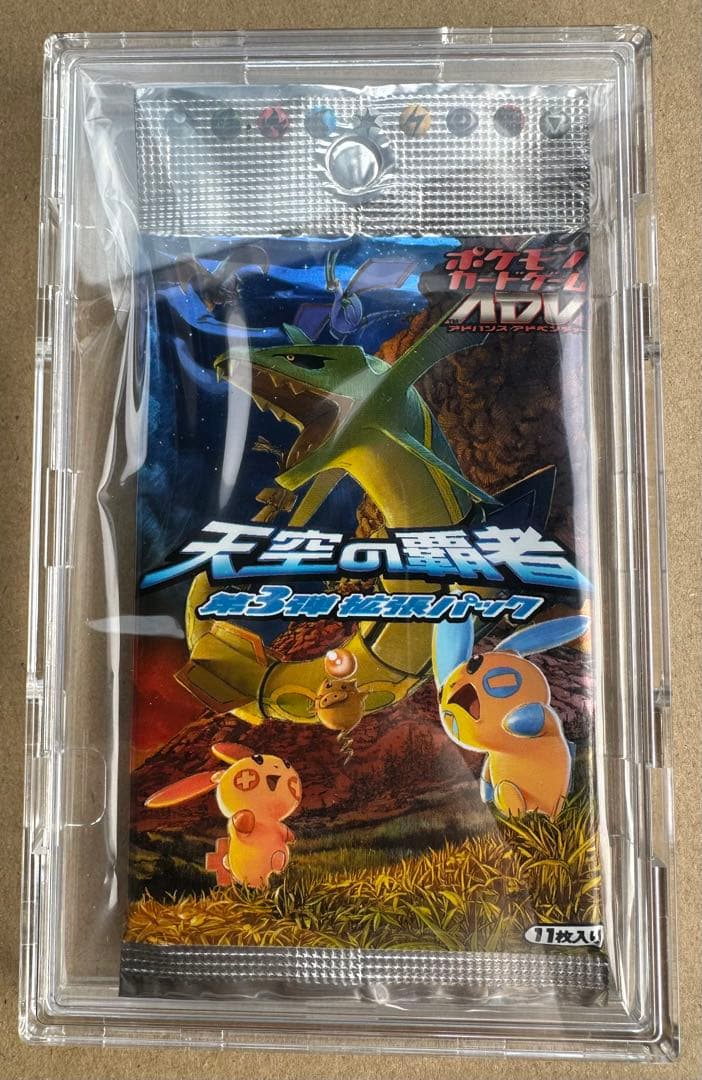 ポケモン
カードゲーム
ADV
アドバンス/アドベンチャー
天空の覇者
第3弾 拡張パック
11枚入り